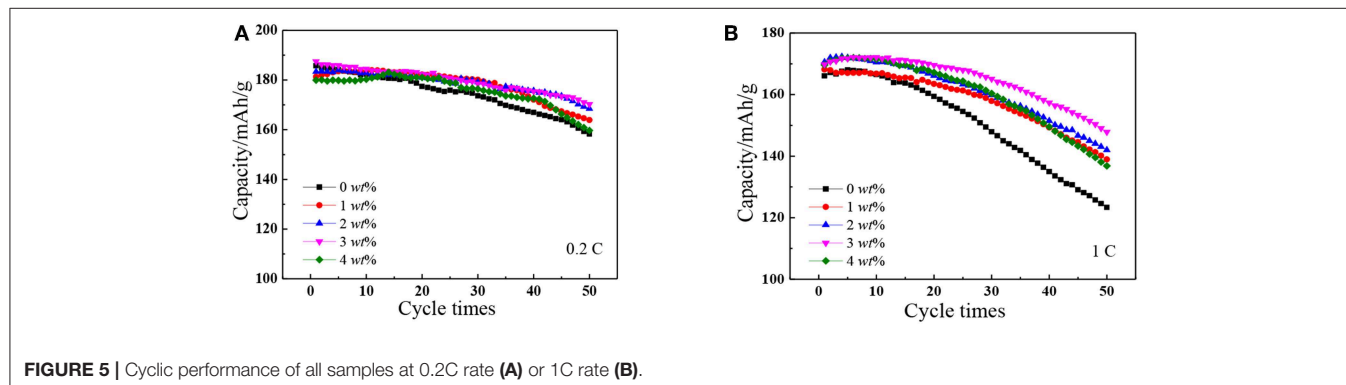 A
Capacity/mAh/g
200
180
160
140
120
100
0 wt%
1 wt%
2 wt%
3 wt%
4 wt%
0.2 C
0 10 20 30 40 50
Cycle times
B
Capacity/mAh/g
180
160
140
120
100
0 wt%
1 wt%
2 wt%
3 wt%
4 wt%
1 C
0 10 20 30 40 50
Cycle times
FIGURE 5 | Cyclic performance of all samples at 0.2C rate (A) or 1C rate (B).